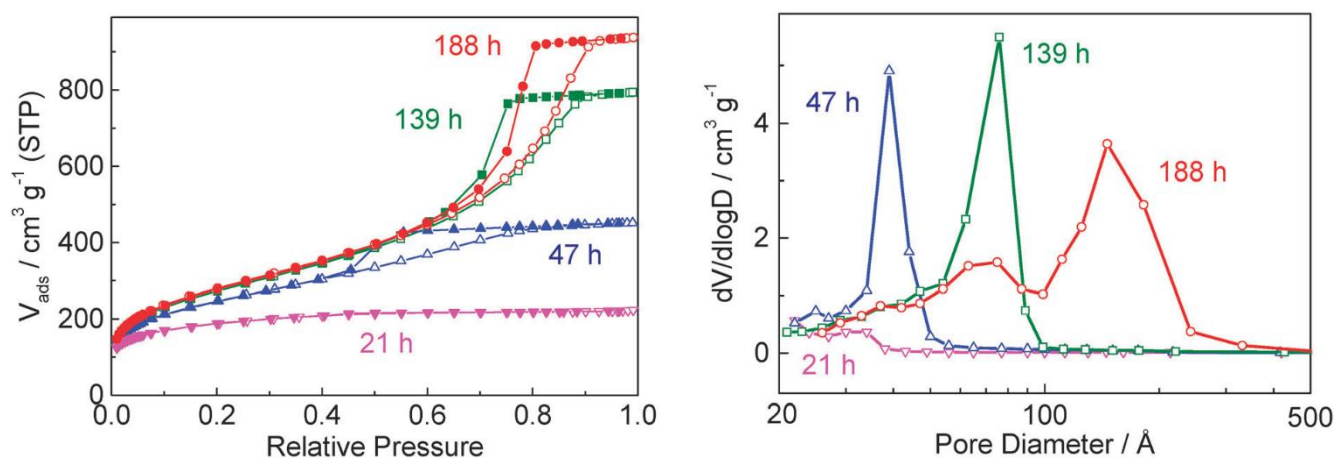 V_ads / cm³ g⁻¹ (STP)
800
600
400
200
0
0.0 0.2 0.4 0.6 0.8 1.0
Relative Pressure
188 h
139 h
47 h
21 h
dV/dlogD / cm³ g⁻¹
4
2
0
20 100 500
Pore Diameter / Å
139 h
47 h
188 h
21 h